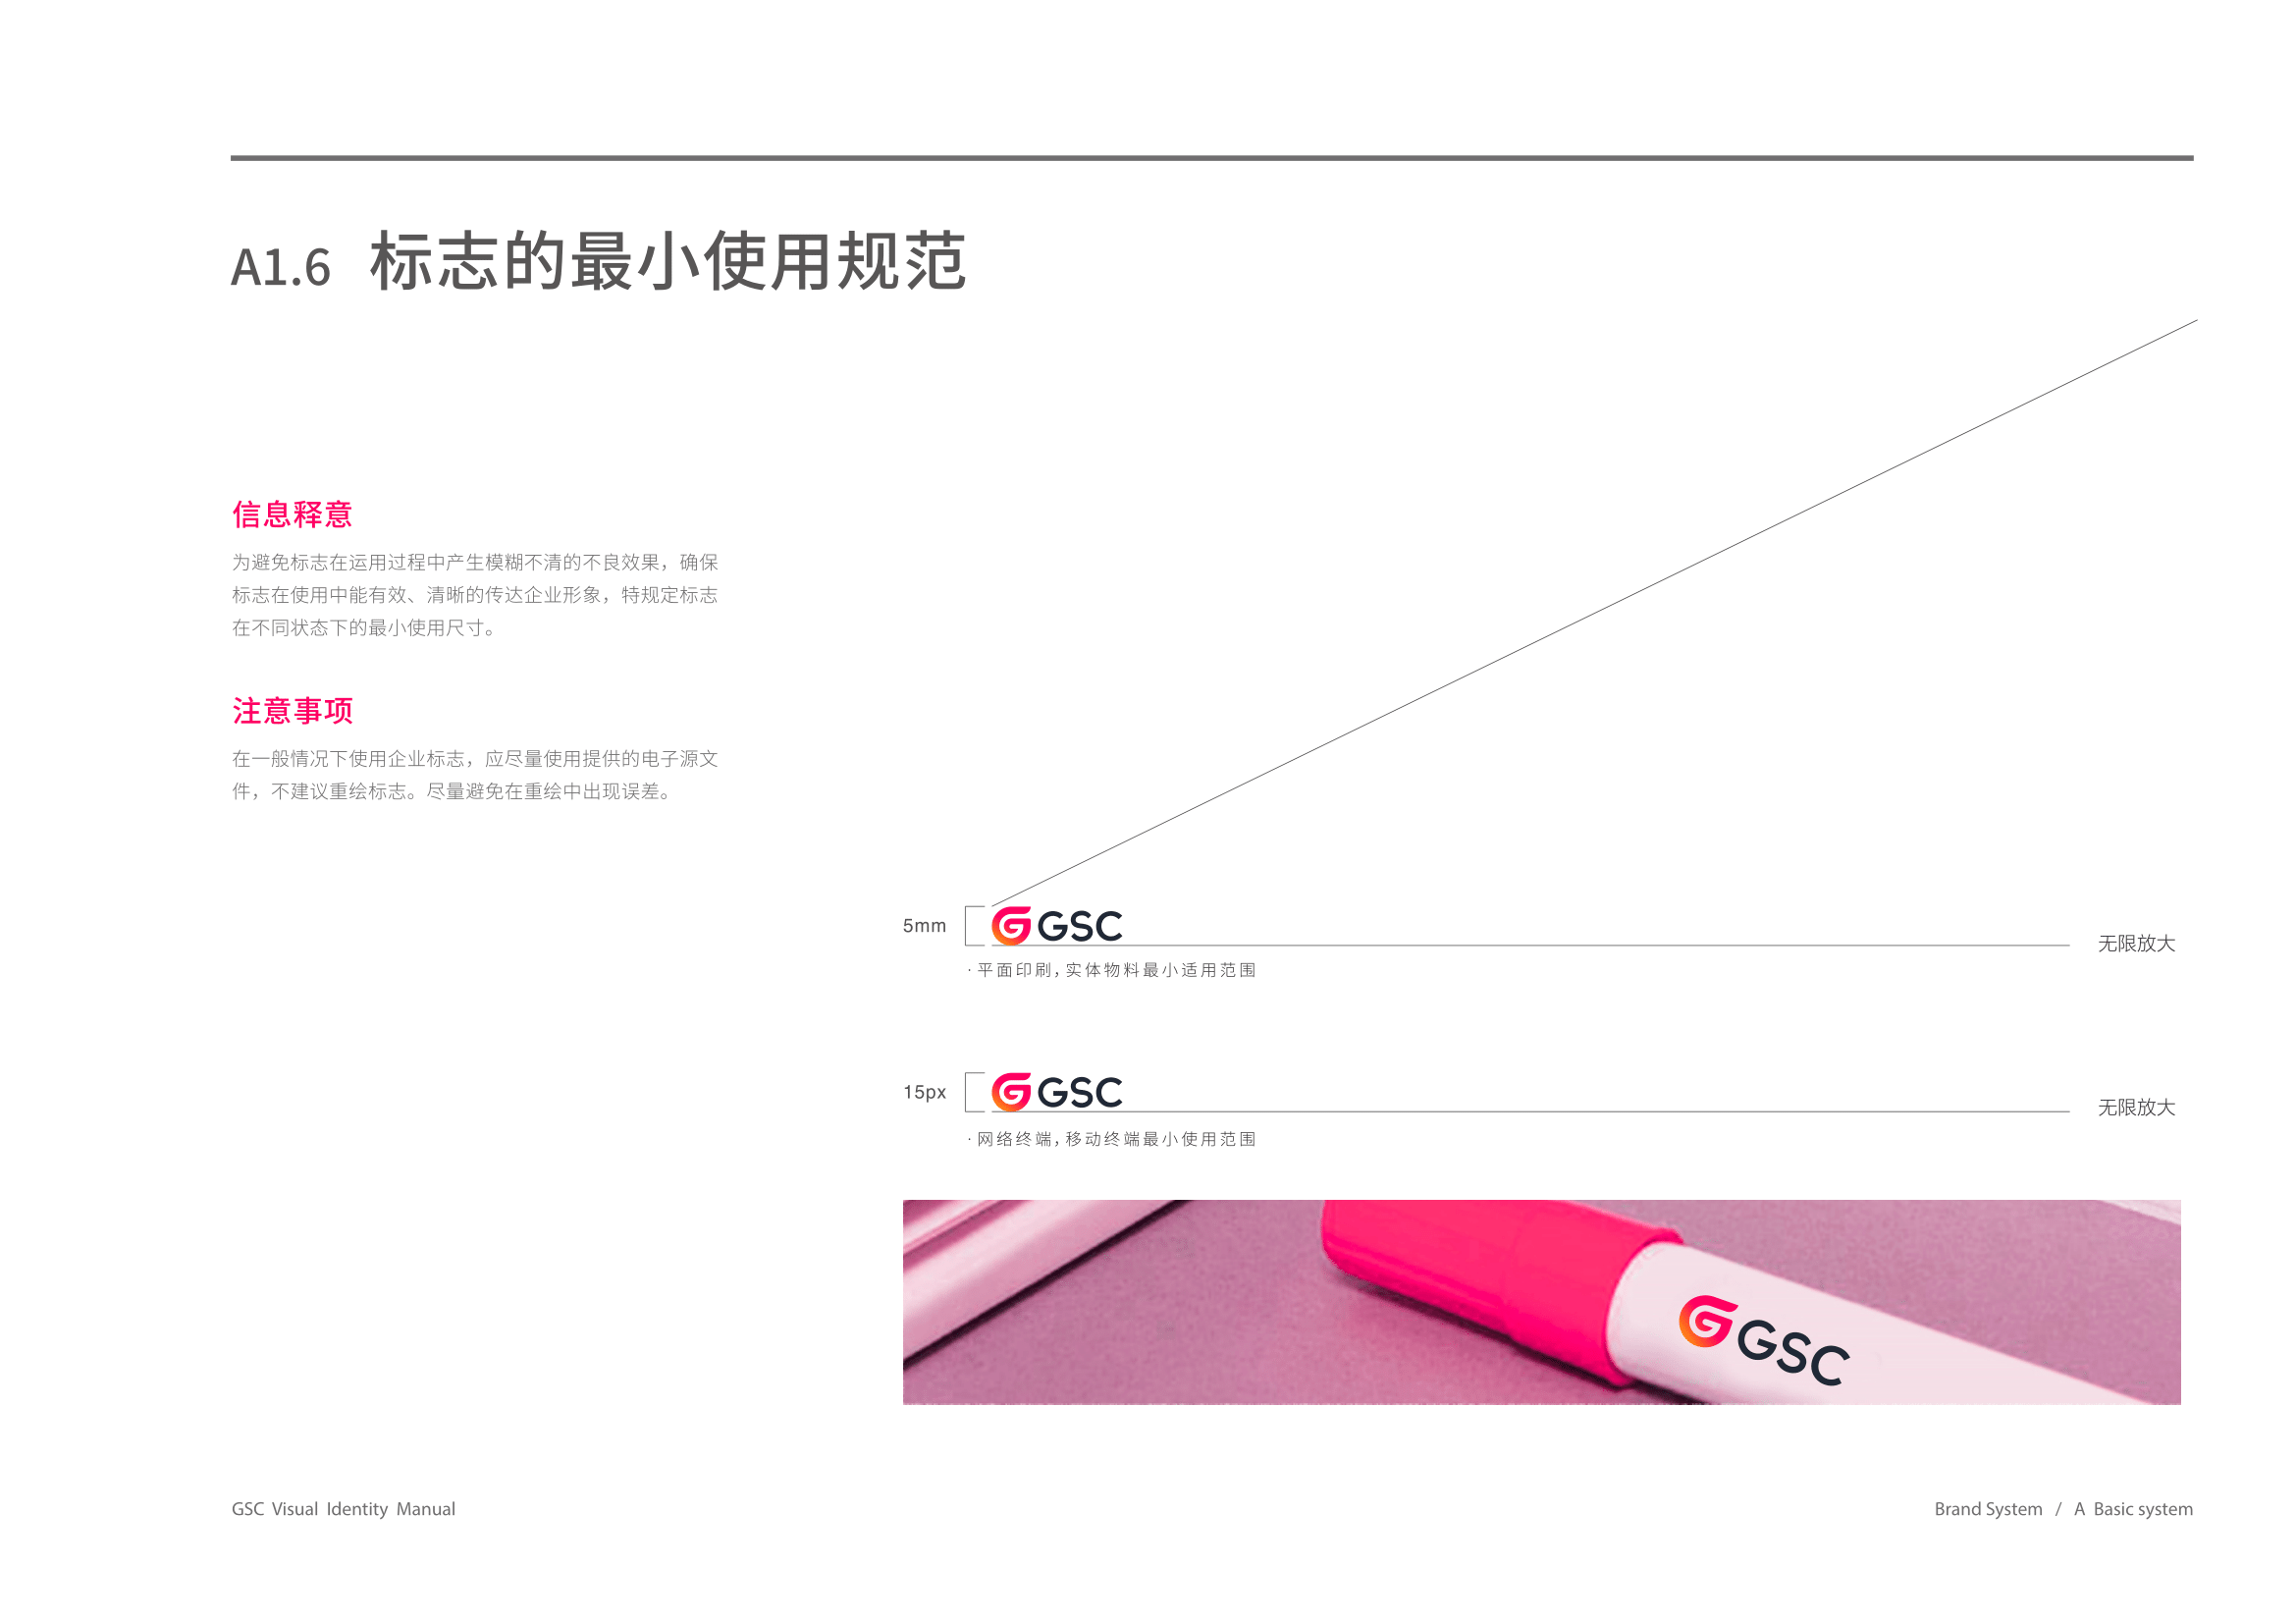 A1.6 标志的最小使用规范
信息释意
为避免标志在运用过程中产生模糊不清的不良效果，确保
标志在使用中能有效、清晰的传达企业形象，特规定标志
在不同状态下的最小使用尺寸。
注意事项
在一般情况下使用企业标志，应尽量使用提供的电子源文
件，不建议重绘标志。尽量避免在重绘中出现误差。
5mm
GSC
无限放大
· 平面印刷，实体物料最小适用范围
15px
GSC
无限放大
· 网络终端，移动终端最小使用范围
GSC
GSC Visual Identity Manual
Brand System / A Basic system